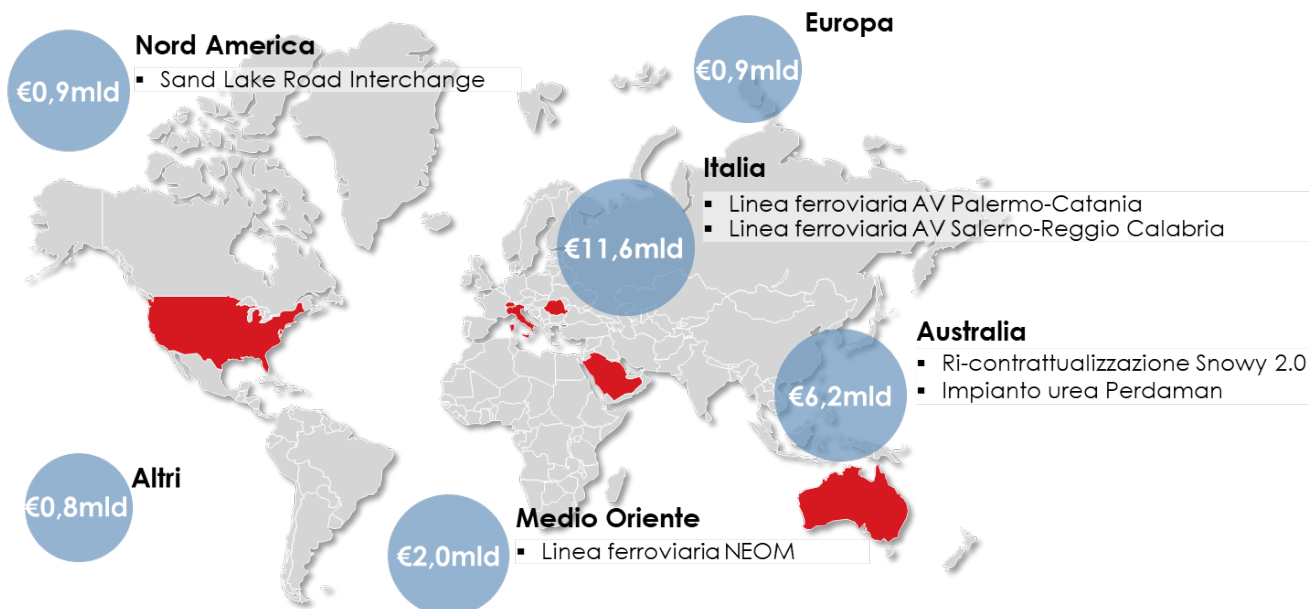 Nord America
€0,9mld
▪ Sand Lake Road Interchange
Europa
€0,9mld
Italia
€11,6mld
▪ Linea ferroviaria AV Palermo-Catania
▪ Linea ferroviaria AV Salerno-Reggio Calabria
Australia
€6,2mld
▪ Ri-contrattualizzazione Snowy 2.0
▪ Impianto urea Perdaman
Altri
€0,8mld
Medio Oriente
€2,0mld
▪ Linea ferroviaria NEOM